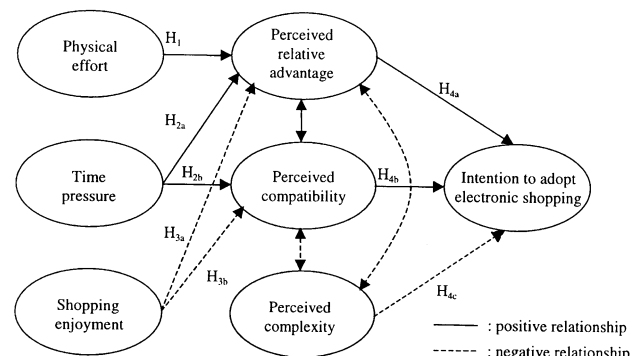 Physical
effort
H1
Perceived
relative
advantage
H4a
H2a
Time
pressure
H2b
Perceived
compatibility
H4b
Intention to adopt
electronic shopping
H3a
H3b
Shopping
enjoyment
Perceived
complexity
H4c
: positive relationship
: negative relationship